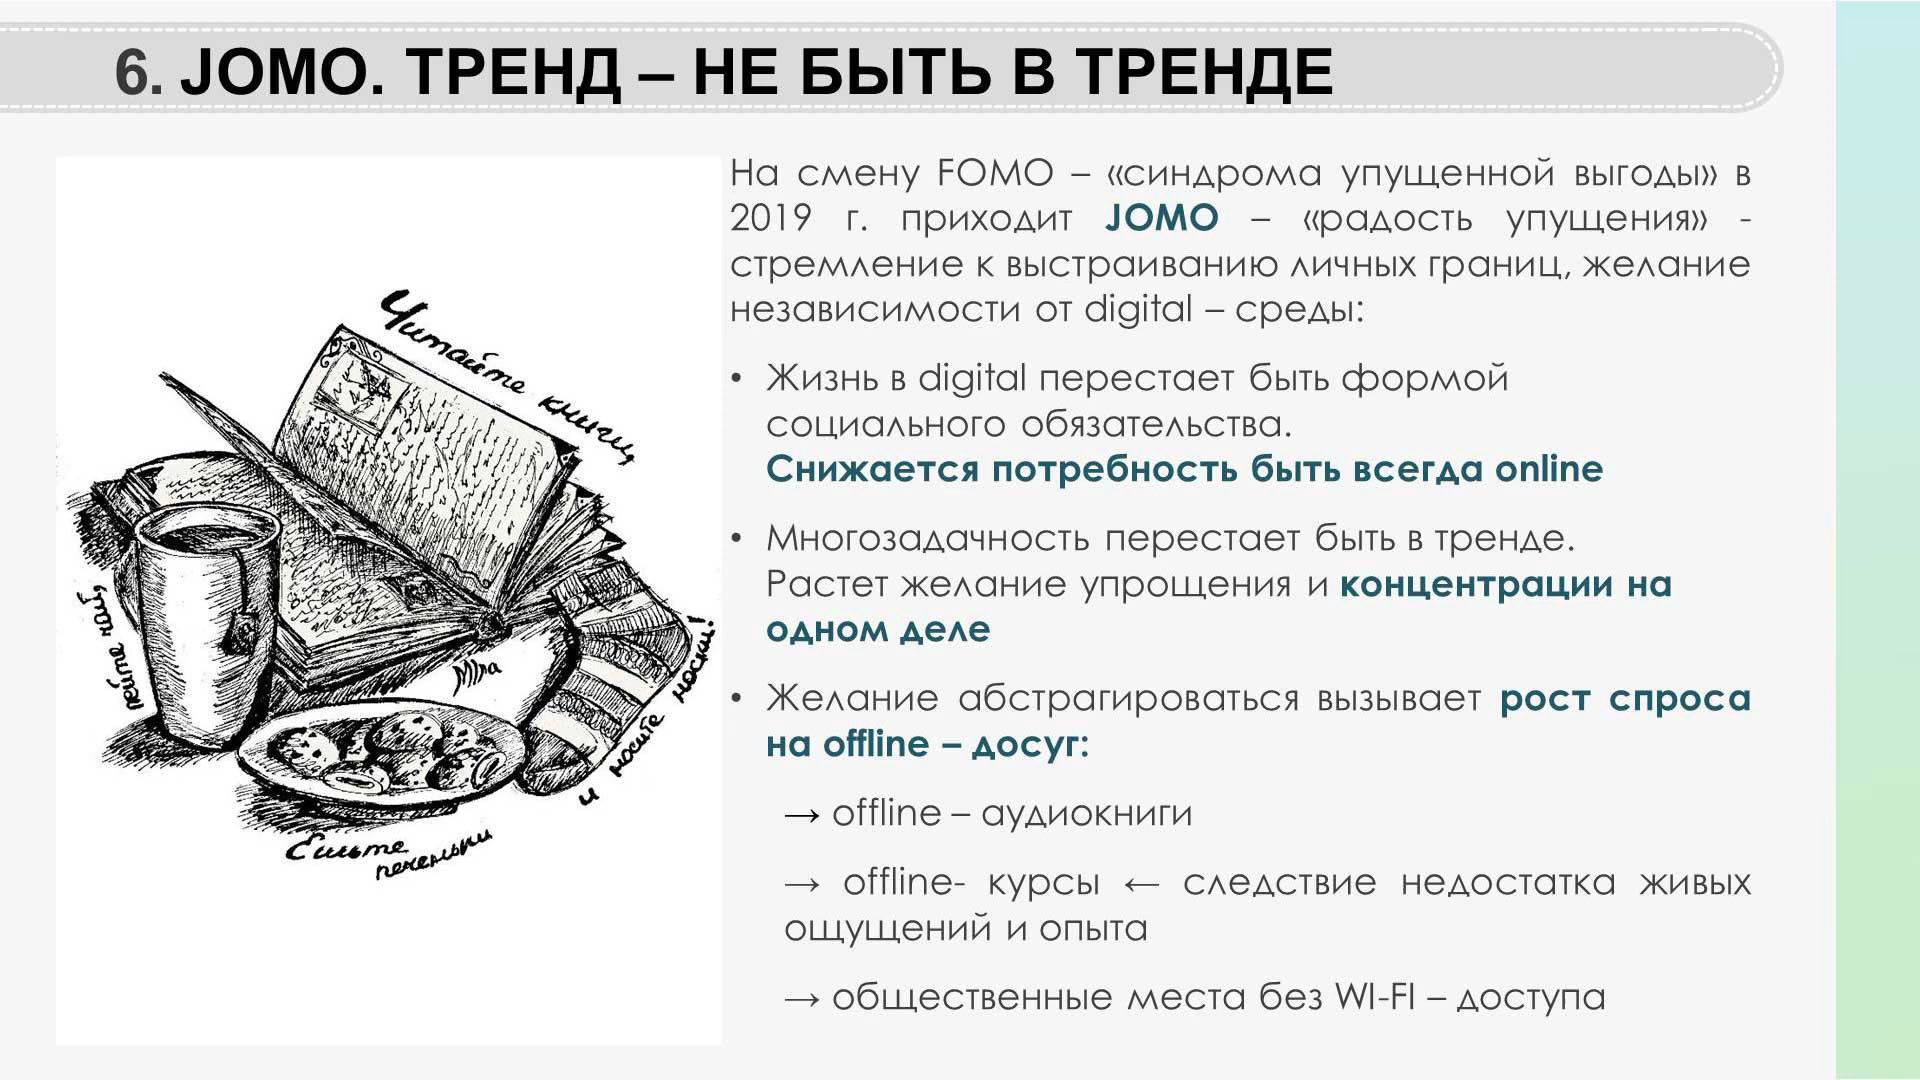 6. JOMO. ТРЕНД – НЕ БЫТЬ В ТРЕНДЕ
На смену FOMO – «синдрома упущенной выгоды» в
2019 г. приходит JOMO – «радость упущения» -
стремление к выстраиванию личных границ, желание
независимости от digital – среды:
• Жизнь в digital перестает быть формой
социального обязательства.
Снижается потребность быть всегда online
• Многозадачность перестает быть в тренде.
Растет желание упрощения и концентрации на
одном деле
• Желание абстрагироваться вызывает рост спроса
на offline – досуг:
→ offline – аудиокниги
→ offline- курсы ← следствие недостатка живых
ощущений и опыта
→ общественные места без WI-FI – доступа
Читайте книги,
пейте чай,
Ешьте
печеньки
и носите носки!